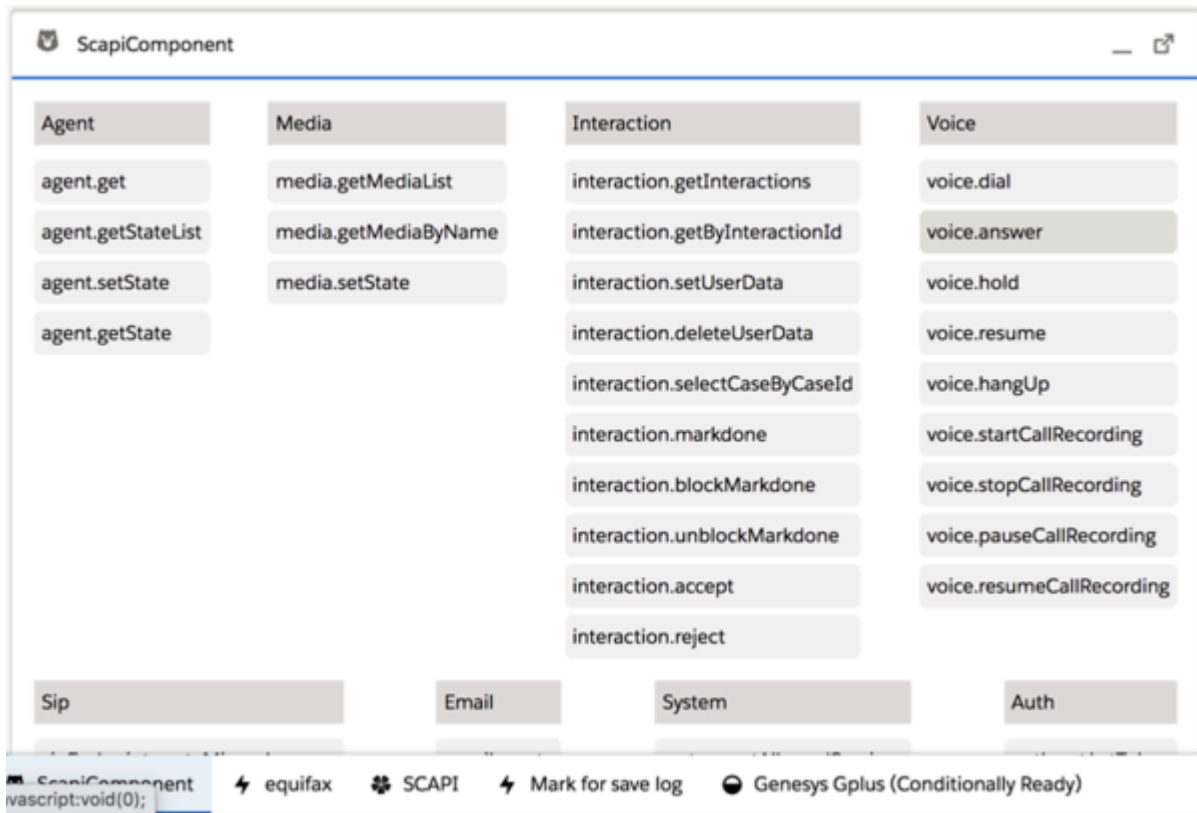 ScapiComponent
Agent
agent.get
agent.getStateList
agent.setState
agent.getState
Media
media.getMediaList
media.getMediaByName
media.setState
Interaction
interaction.getInteractions
interaction.getByInteractionId
interaction.setUserData
interaction.deleteUserData
interaction.selectCaseByCaseId
interaction.markdone
interaction.blockMarkdone
interaction.unblockMarkdone
interaction.accept
interaction.reject
Voice
voice.dial
voice.answer
voice.hold
voice.resume
voice.hangUp
voice.startCallRecording
voice.stopCallRecording
voice.pauseCallRecording
voice.resumeCallRecording
Sip
Email
System
Auth
ScapiComponent
equifax
SCAPI
Mark for save log
Genesys Gplus (Conditionally Ready)
vascript:void(0);